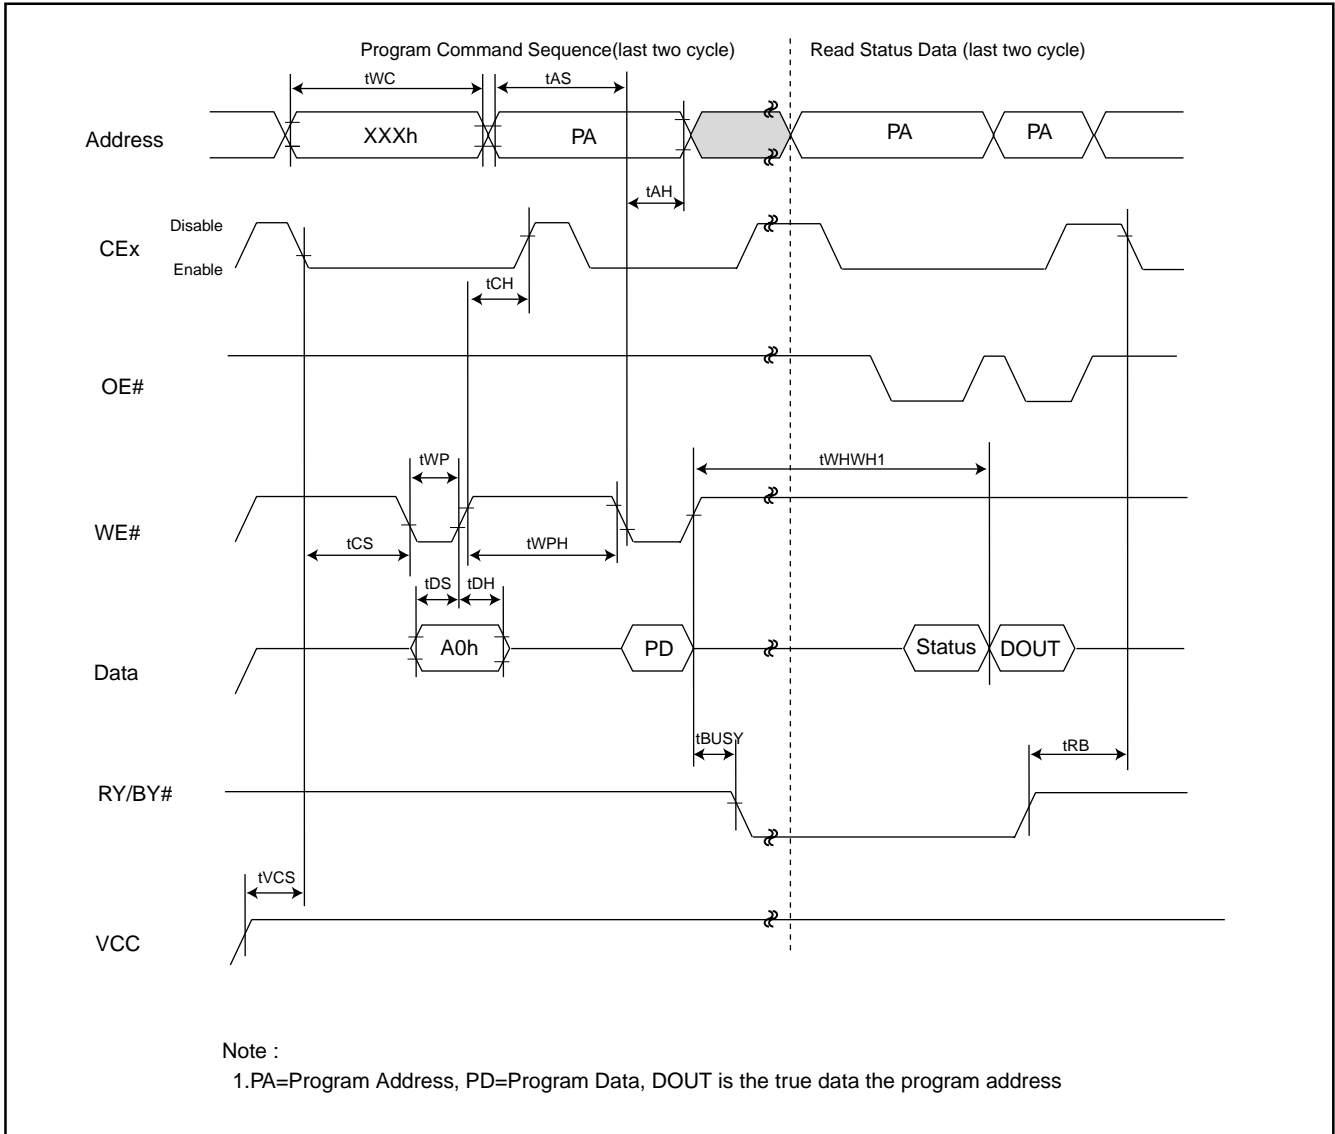 Program Command Sequence(last two cycle)
Read Status Data (last two cycle)
tWC
tAS
Address
XXXh
PA
PA
PA
tAH
Disable
CEx
Enable
tCH
OE#
tWP
tWHWH1
WE#
tCS
tWPH
tDS
tDH
A0h
PD
Status
DOUT
Data
tBUSY
tRB
RY/BY#
tVCS
VCC
Note :
1.PA=Program Address, PD=Program Data, DOUT is the true data the program address